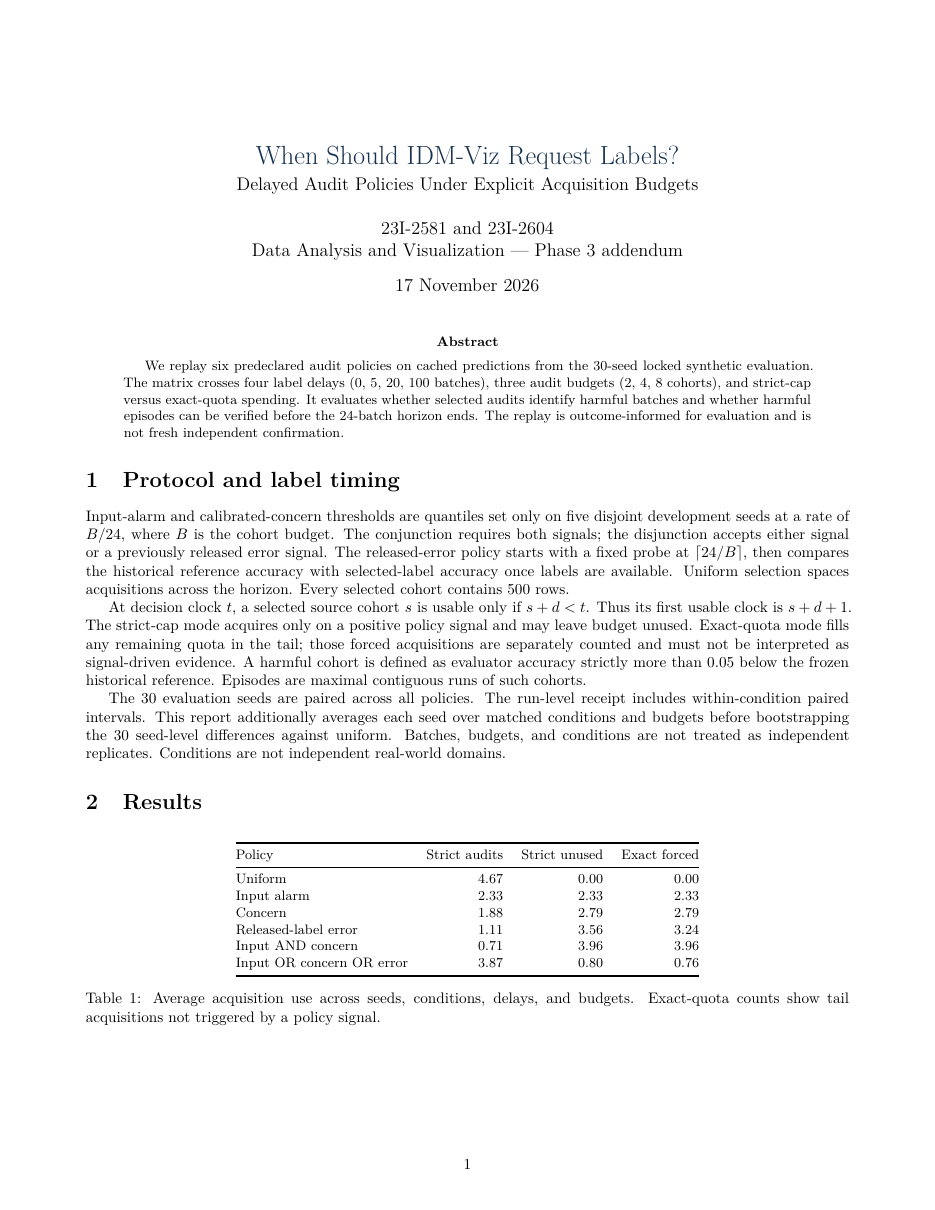 When Should IDM-Viz Request Labels?
Delayed Audit Policies Under Explicit Acquisition Budgets
23I-2581 and 23I-2604
Data Analysis and Visualization — Phase 3 addendum
17 November 2026
Abstract
We replay six predeclared audit policies on cached predictions from the 30-seed locked synthetic evaluation.
The matrix crosses four label delays (0, 5, 20, 100 batches), three audit budgets (2, 4, 8 cohorts), and strict-cap
versus exact-quota spending. It evaluates whether selected audits identify harmful batches and whether harmful
episodes can be verified before the 24-batch horizon ends. The replay is outcome-informed for evaluation and is
not fresh independent confirmation.
1 Protocol and label timing
Input-alarm and calibrated-concern thresholds are quantiles set only on five disjoint development seeds at a rate of
B/24, where B is the cohort budget. The conjunction requires both signals; the disjunction accepts either signal
or a previously released error signal. The released-error policy starts with a fixed probe at ⌈24/B⌉, then compares
the historical reference accuracy with selected-label accuracy once labels are available. Uniform selection spaces
acquisitions across the horizon. Every selected cohort contains 500 rows.
At decision clock t, a selected source cohort s is usable only if s + d < t. Thus its first usable clock is s + d + 1.
The strict-cap mode acquires only on a positive policy signal and may leave budget unused. Exact-quota mode fills
any remaining quota in the tail; those forced acquisitions are separately counted and must not be interpreted as
signal-driven evidence. A harmful cohort is defined as evaluator accuracy strictly more than 0.05 below the frozen
historical reference. Episodes are maximal contiguous runs of such cohorts.
The 30 evaluation seeds are paired across all policies. The run-level receipt includes within-condition paired
intervals. This report additionally averages each seed over matched conditions and budgets before bootstrapping
the 30 seed-level differences against uniform. Batches, budgets, and conditions are not treated as independent
replicates. Conditions are not independent real-world domains.
2 Results
Policy Strict audits Strict unused Exact forced
Uniform 4.67 0.00 0.00
Input alarm 2.33 2.33 2.33
Concern 1.88 2.79 2.79
Released-label error 1.11 3.56 3.24
Input AND concern 0.71 3.96 3.96
Input OR concern OR error 3.87 0.80 0.76
Table 1: Average acquisition use across seeds, conditions, delays, and budgets. Exact-quota counts show tail
acquisitions not triggered by a policy signal.
1